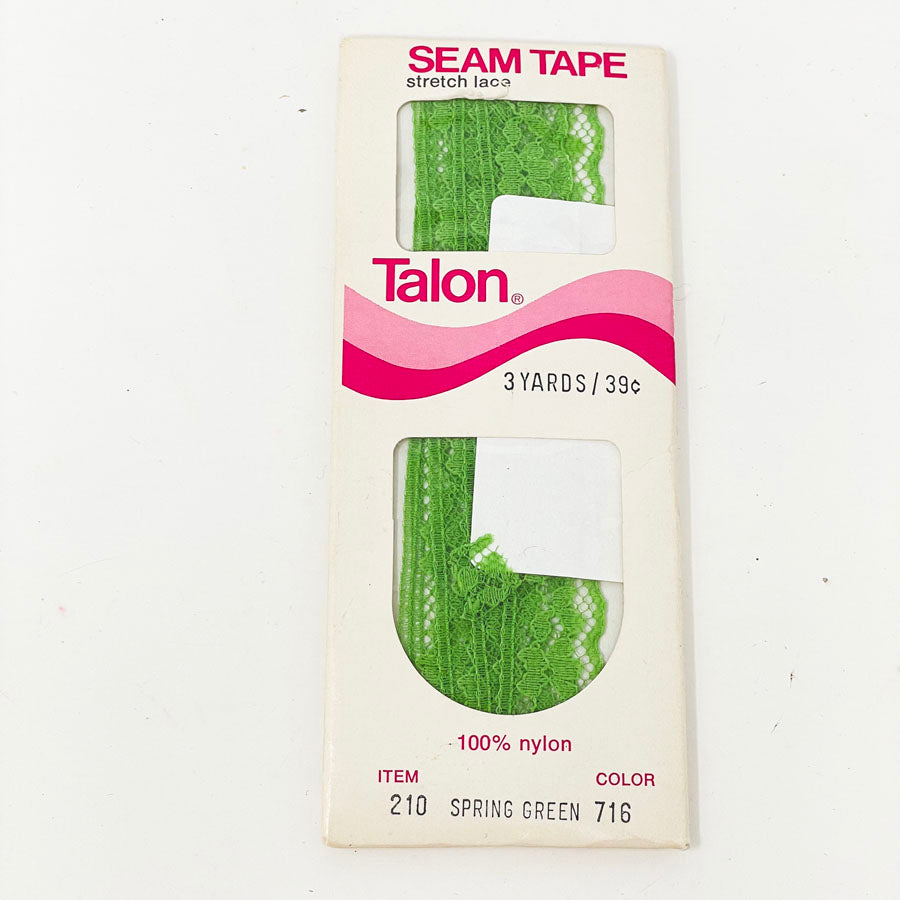 SEAM TAPE
stretch lace
Talon®
3 YARDS / 39¢
100% nylon
ITEM COLOR
210 SPRING GREEN 716